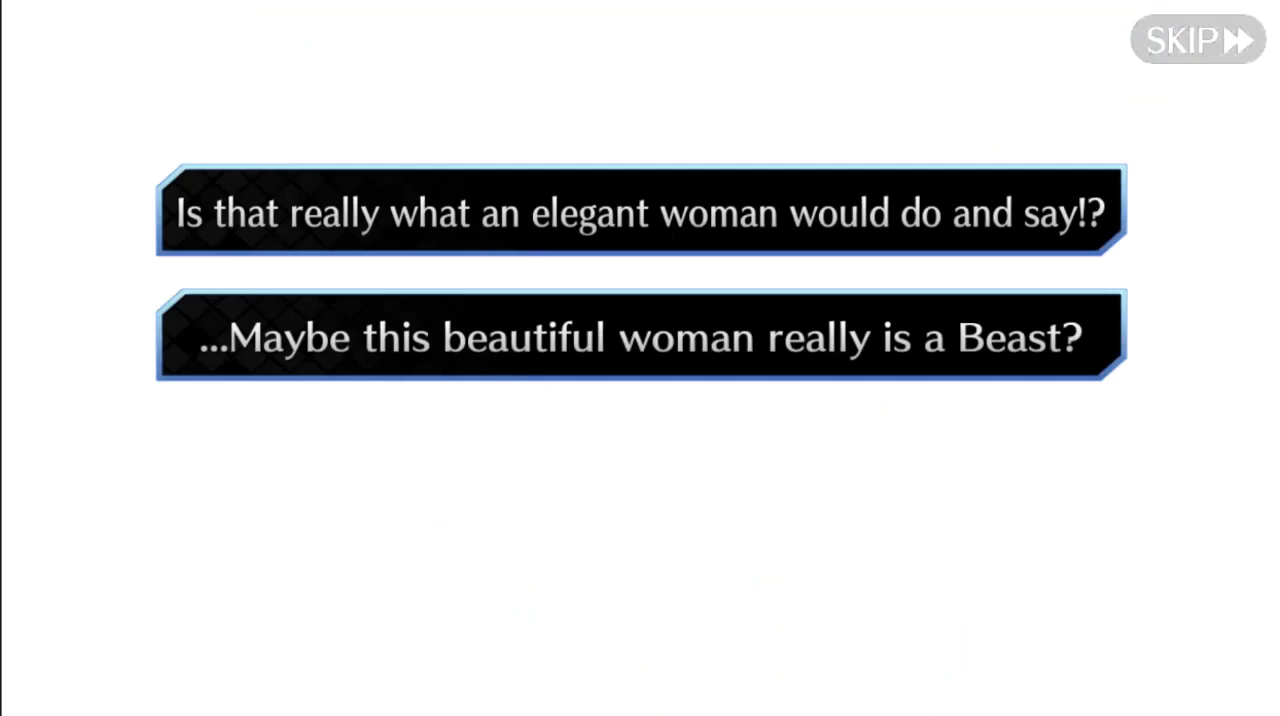 SKIP
Is that really what an elegant woman would do and say!?
...Maybe this beautiful woman really is a Beast?